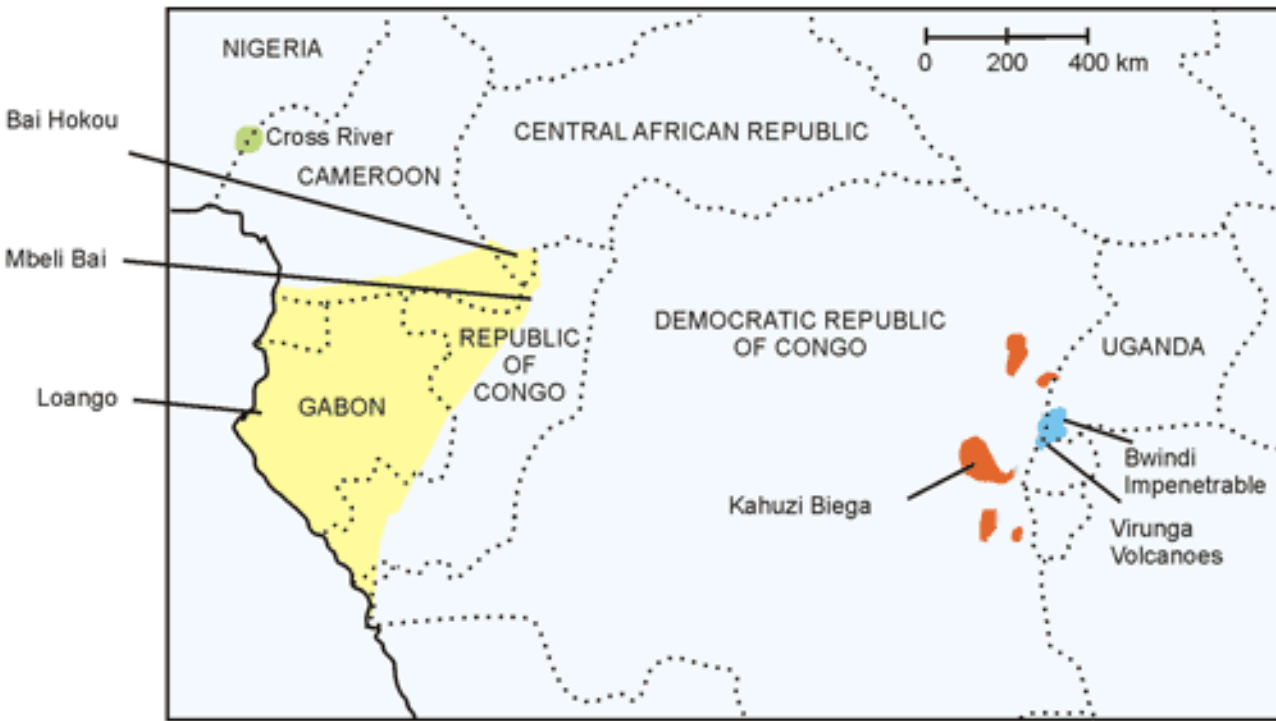 NIGERIA
0 200 400 km
Bai Hokou
Cross River
CENTRAL AFRICAN REPUBLIC
CAMEROON
Mbeli Bai
REPUBLIC
OF
CONGO
DEMOCRATIC REPUBLIC
OF CONGO
UGANDA
Loango
GABON
Bwindi
Impenetrable
Kahuzi Biega
Virunga
Volcanoes